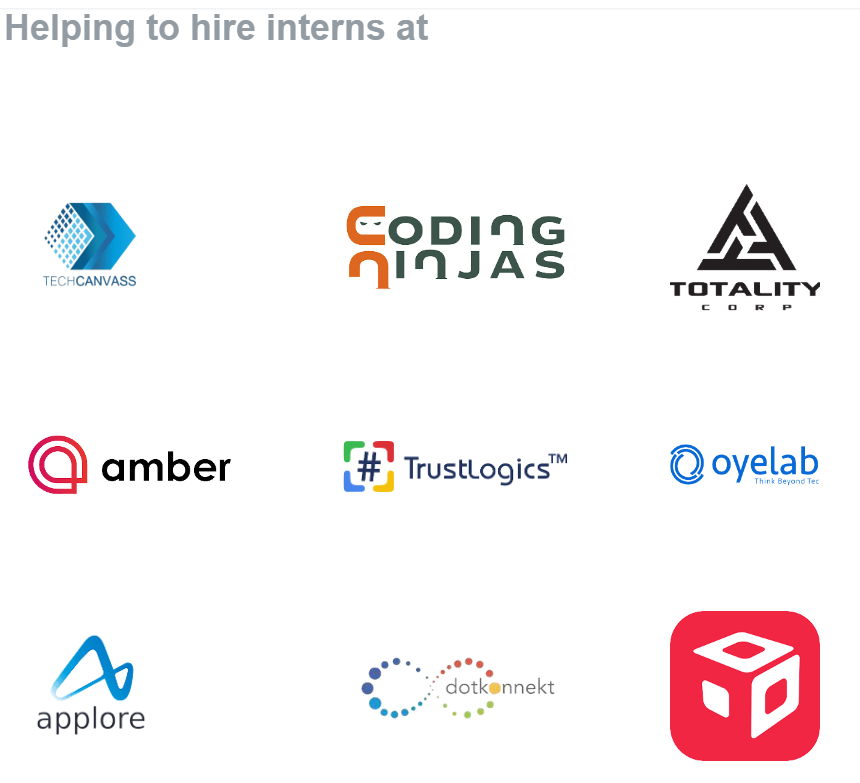 Helping to hire interns at
TECHCANVASS
CODING
NINJAS
TOTALITY
CORP
amber
# TrustLogics™
oyelab
Think Beyond Tec
applore
dotkonnekt